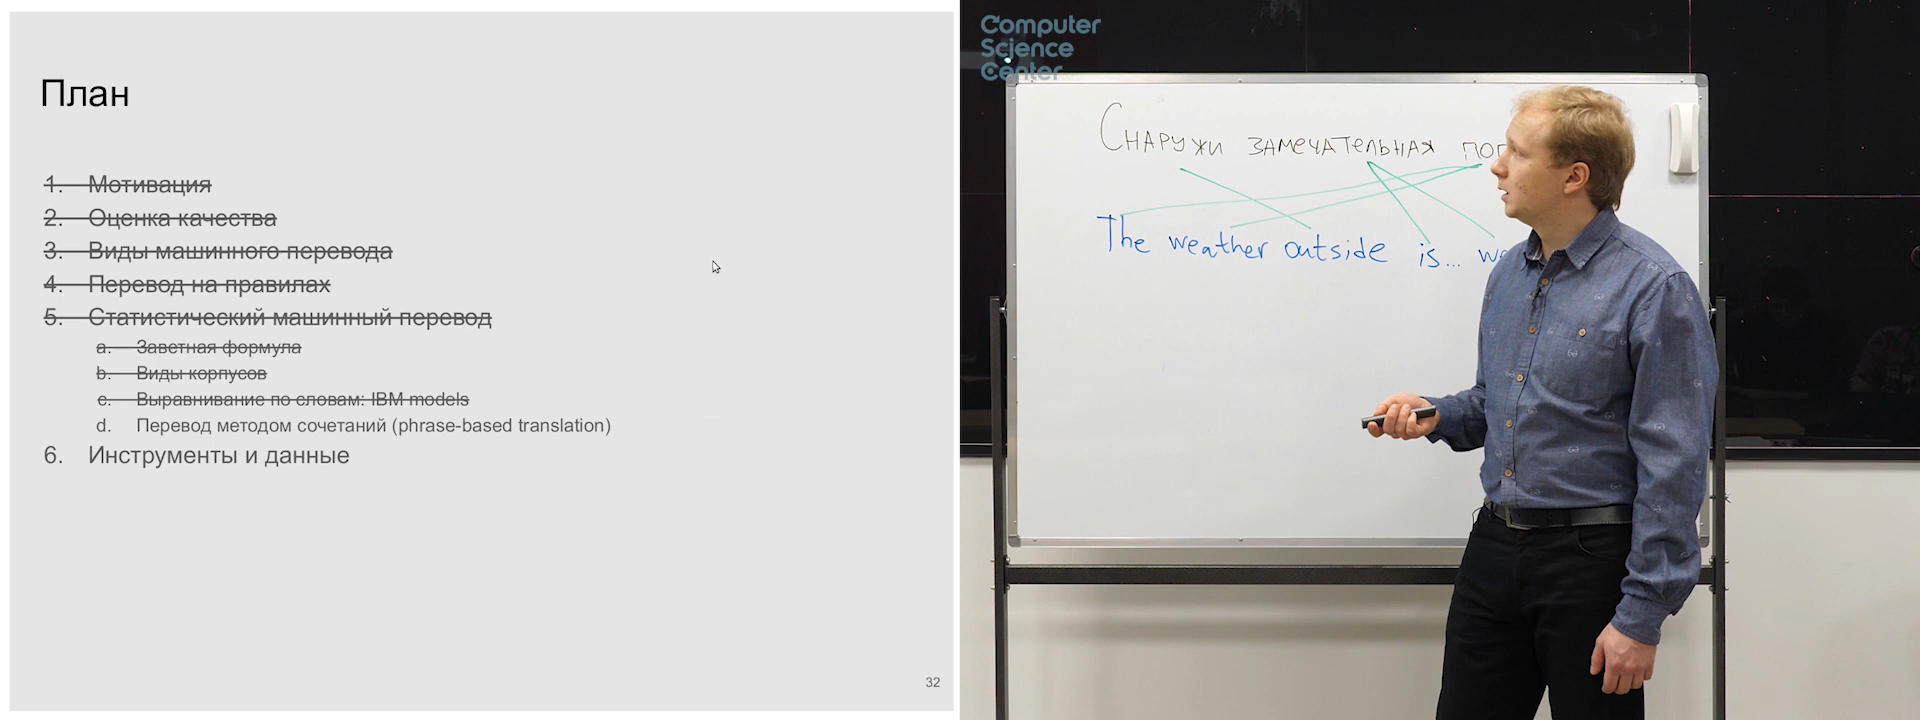 План
1. Мотивация
2. Оценка качества
3. Виды машинного перевода
4. Перевод на правилах
5. Статистический машинный перевод
a. Заветная формула
b. Виды корпусов
c. Выравнивание по словам: IBM models
d. Перевод методом сочетаний (phrase-based translation)
6. Инструменты и данные
32
Computer
Science
Center
Снаружи замечательная
The weather outside is...